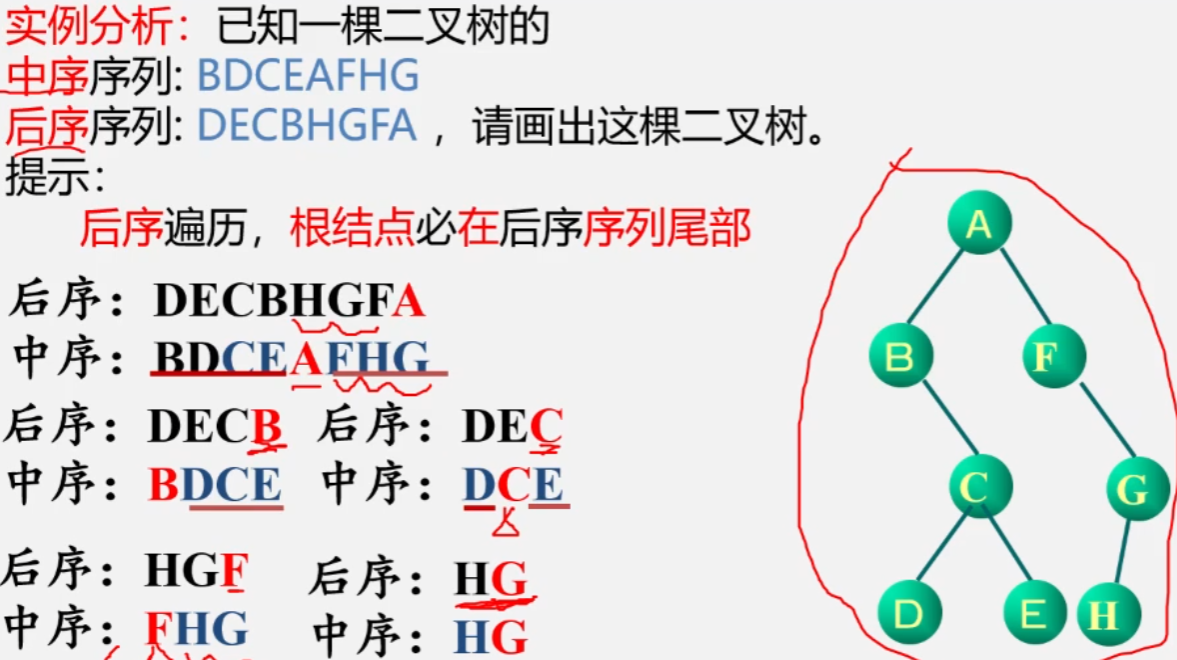 实例分析：已知一棵二叉树的
中序序列: BDCEAFHG
后序序列: DECBHGFA ，请画出这棵二叉树。
提示：
后序遍历，根结点必在后序序列尾部
后序：DECBHGFA
中序：BDCEAFHG
后序：DECB 后序：DEC
中序：BDCE 中序：DCE
后序：HGF 后序：HG
中序：FHG 中序：HG
A
B F
C G
D E H